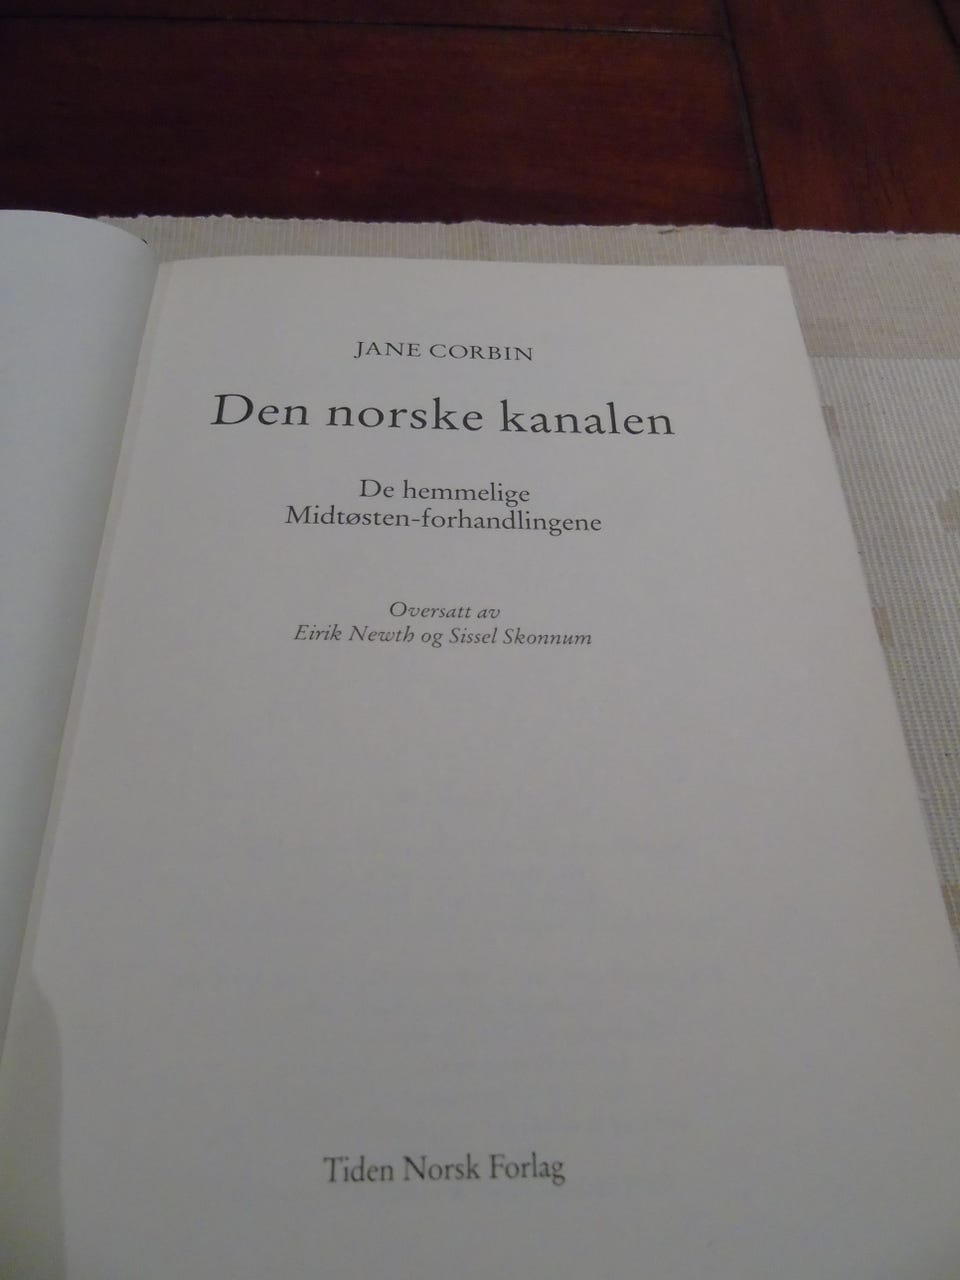 JANE CORBIN
Den norske kanalen
De hemmelige
Midtøsten-forhandlingene
Oversatt av
Eirik Newth og Sissel Skonnum
Tiden Norsk Forlag